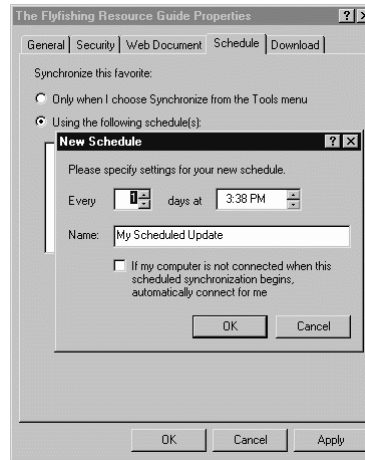 The Flyfishing Resource Guide Properties
General Security Web Document Schedule Download
Synchronize this favorite:
Only when I choose Synchronize from the Tools menu
Using the following schedule(s):
New Schedule
Please specify settings for your new schedule.
Every 1 days at 3:38 PM
Name: My Scheduled Update
If my computer is not connected when this
scheduled synchronization begins,
automatically connect for me
OK Cancel
OK Cancel Apply